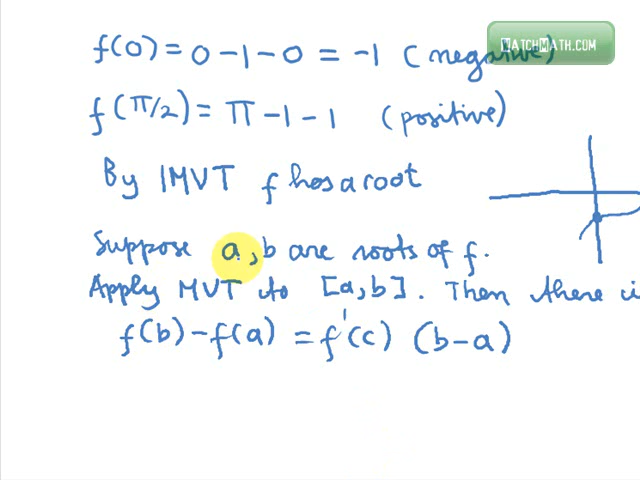 WATCHMATH.COM
f(0) = 0 - 1 - 0 = -1 (negative)
f(π/2) = π - 1 - 1 (positive)
By IMVT f has a root
Suppose a, b are roots of f.
Apply MVT to [a, b]. Then there i
f(b) - f(a) = f'(c) (b - a)